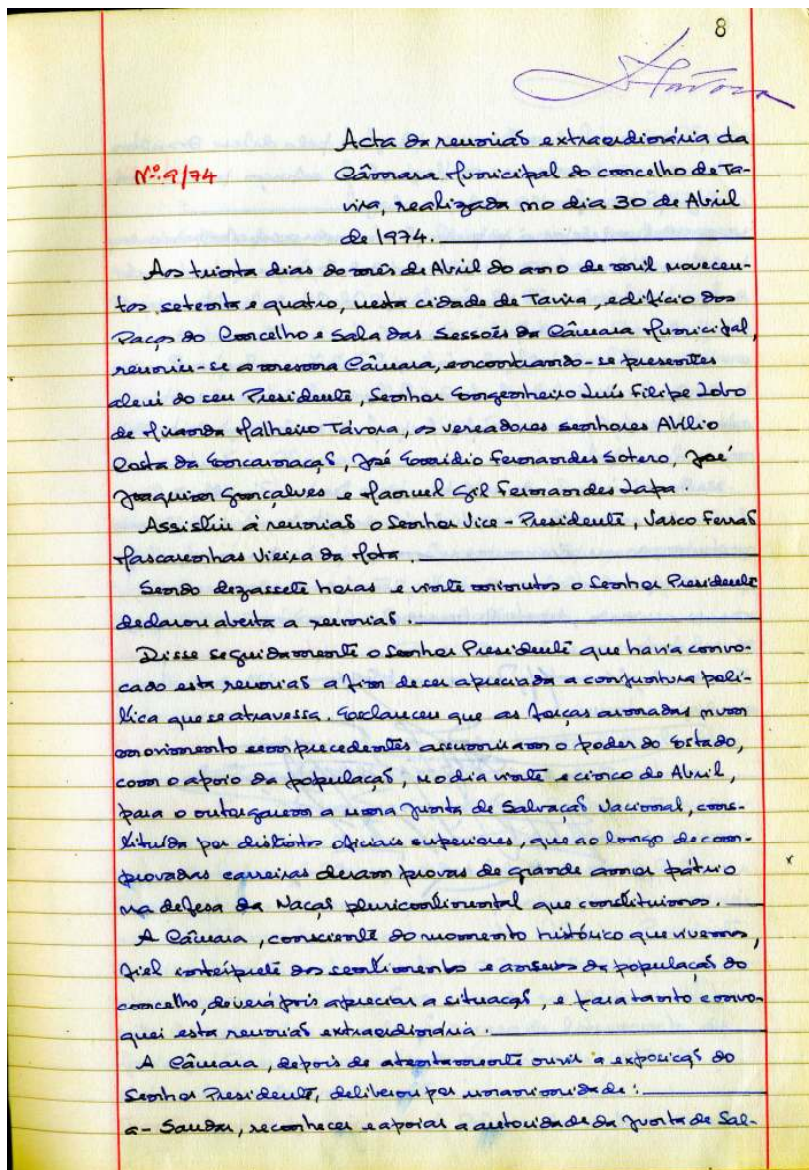 8
Távora
Acta da reunião extraordinária da
Nº. 9/74
Câmara Municipal do concelho de Ta-
vira, realizada no dia 30 de Abril
de 1974.
Aos trinta dias do mês de Abril do ano de mil novecen-
tos setenta e quatro, nesta cidade de Tavira, edifício dos
Paços do Concelho e Sala das Sessões da Câmara Municipal,
reuniu-se a mesma Câmara, encontrando-se presentes
além do seu Presidente, Senhor Engenheiro Luís Filipe Lobo
de Miranda Malheiro Távora, os vereadores senhores Abílio
Costa da Encarnação, José Emídio Fernandes Sotero, José
Joaquim Gonçalves e Manuel Gil Fernandes Lapa.
Assistiu à reunião o Senhor Vice-Presidente, Vasco Ferrás
Mascarenhas Vieira da Mota.
Sendo dezassete horas e vinte minutos o Senhor Presidente
declarou aberta a reunião.
Disse seguidamente o Senhor Presidente que havia convo-
cado esta reunião a fim de ser apreciada a conjuntura polí-
tica que se atravessa. Esclareceu que as forças armadas num
movimento sem precedentes assumiram o poder do Estado,
com o apoio da população, no dia vinte e cinco de Abril,
para o outorgarem a uma Junta de Salvação Nacional, cons-
tituída por distintos oficiais superiores, que ao longo de com-
provadas carreiras deram provas de grande amor pátrio
na defesa da Nação pluricontinental que constituimos.
A Câmara, consciente do momento histórico que vivemos,
fiel intérprete dos sentimentos e anseios da população do
concelho, deverá pois apreciar a situação, e para tanto convo-
quei esta reunião extraordinária.
A Câmara, depois de atentamente ouvir a exposição do
Senhor Presidente, deliberou por unanimidade:
a- Saudar, reconhecer e apoiar a autoridade da Junta de Sal-